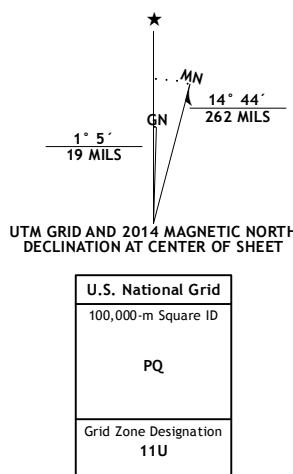 ★
MN
GN
14° 44´
262 MILS
1° 5´
19 MILS
UTM GRID AND 2014 MAGNETIC NORTH
DECLINATION AT CENTER OF SHEET
U.S. National Grid
100,000-m Square ID
PQ
Grid Zone Designation
11U